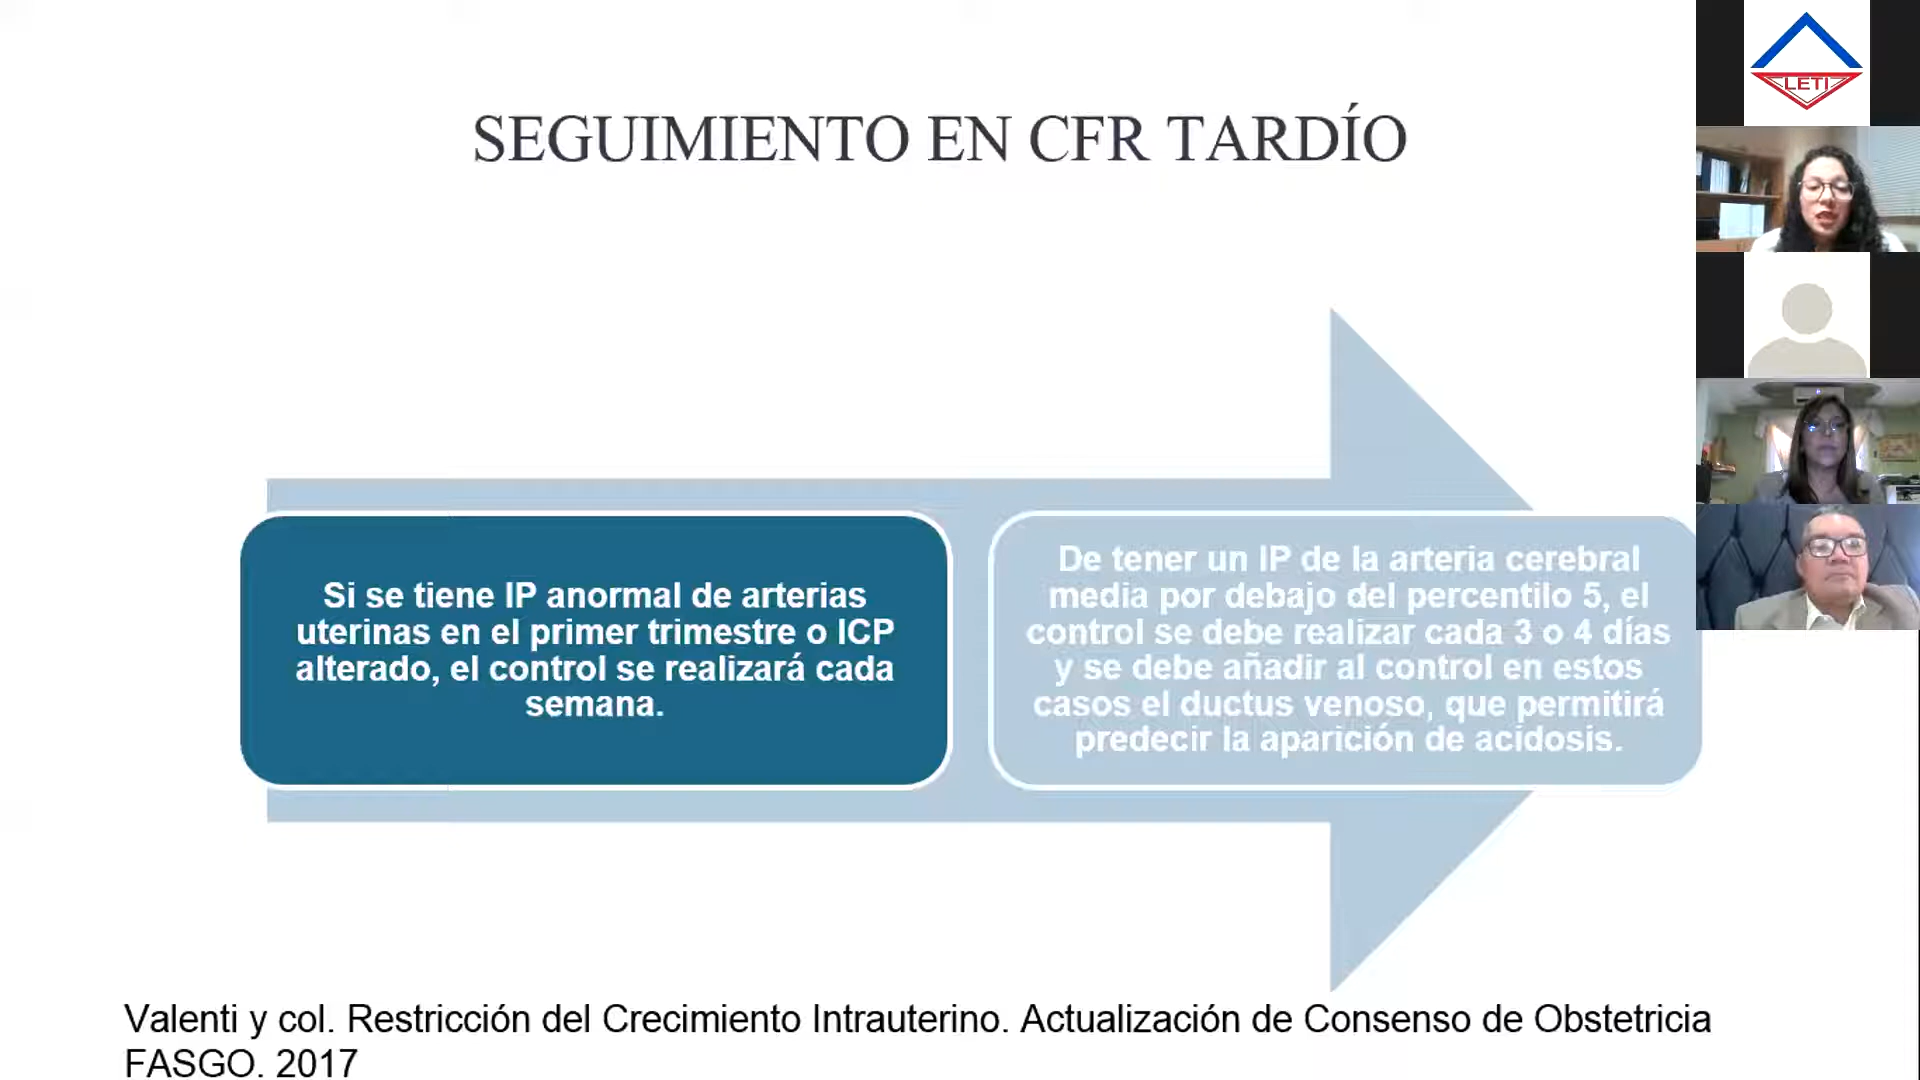 SEGUIMIENTO EN CFR TARDÍO
Si se tiene IP anormal de arterias
uterinas en el primer trimestre o ICP
alterado, el control se realizará cada
semana.
De tener un IP de la arteria cerebral
media por debajo del percentilo 5, el
control se debe realizar cada 3 o 4 días
y se debe añadir al control en estos
casos el ductus venoso, que permitirá
predecir la aparición de acidosis.
Valenti y col. Restricción del Crecimiento Intrauterino. Actualización de Consenso de Obstetricia
FASGO. 2017
LETI